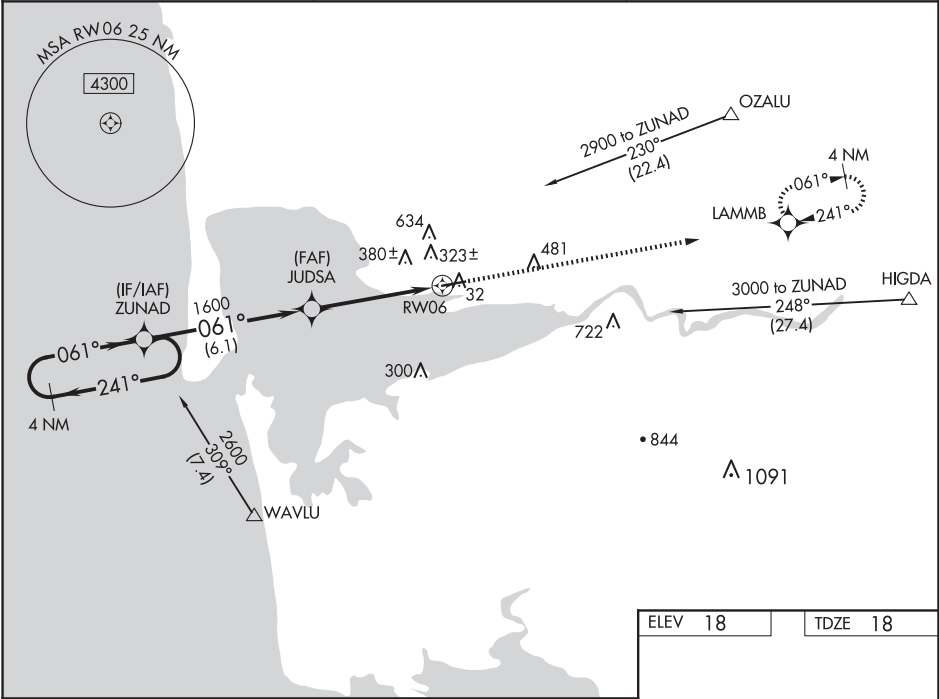 MSA RW06 25 NM
4300
OZALU
2900 to ZUNAD
230°
(22.4)
4 NM
061°
241°
LAMMB
634
380±
323±
481
(FAF)
JUDSA
32
RW06
HIGDA
3000 to ZUNAD
248°
(27.4)
(IF/IAF)
ZUNAD
1600
061°
(6.1)
061°
241°
4 NM
722
300
2600
309°
(7.4)
WAVLU
844
1091
ELEV 18
TDZE 18